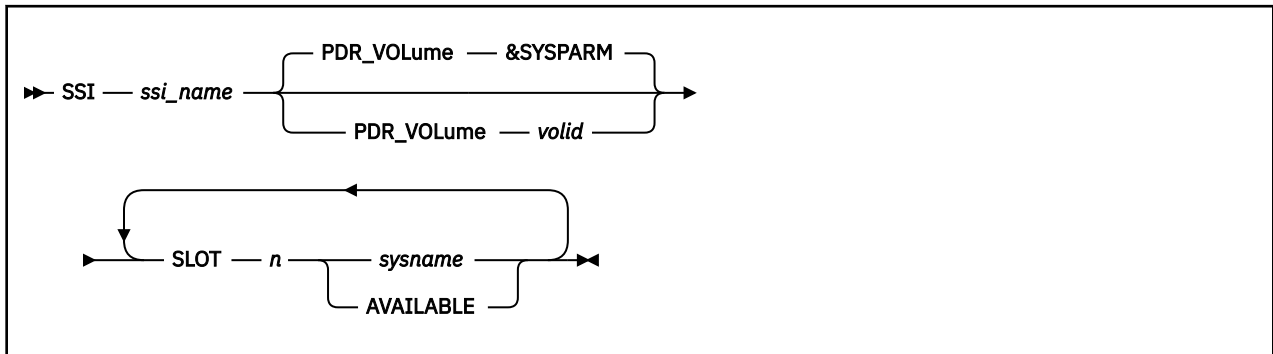 PDR_VOLume &SYSPARM
SSI ssi_name
PDR_VOLume volid
SLOT n sysname
AVAILABLE